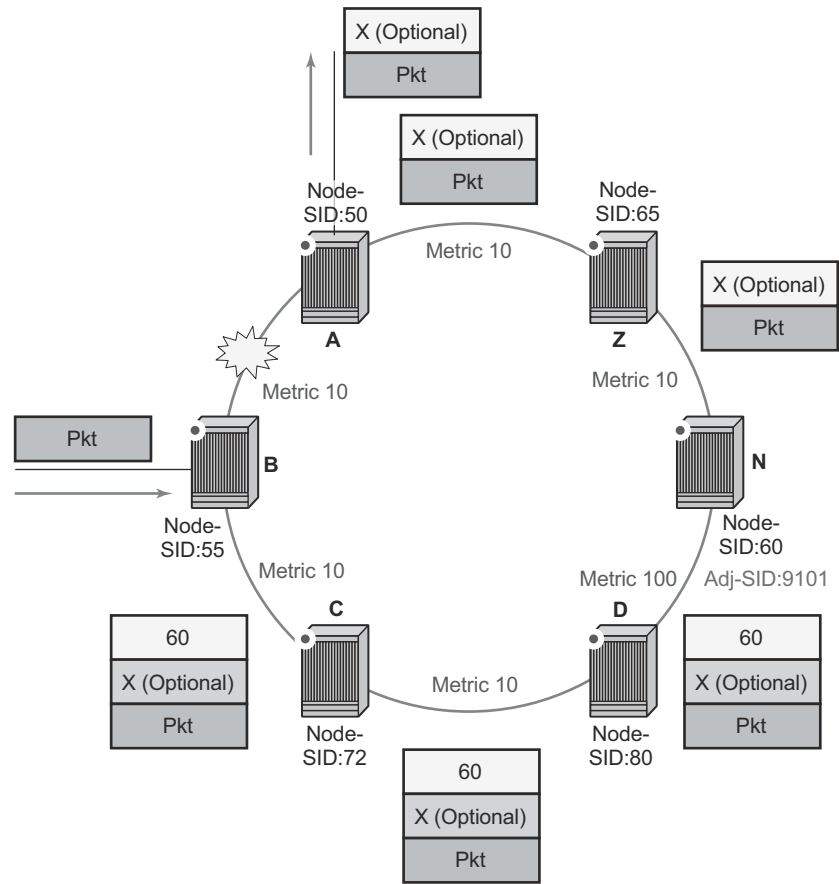 X (Optional)
Pkt
X (Optional)
Pkt
Node-
SID:50
Node-
SID:65
Metric 10
A
Z
X (Optional)
Pkt
Metric 10
Metric 10
Pkt
B
N
Node-
SID:55
Node-
SID:60
Metric 10
Metric 100
Adj-SID:9101
C
D
60
X (Optional)
Pkt
60
X (Optional)
Pkt
Metric 10
Node-
SID:72
Node-
SID:80
60
X (Optional)
Pkt